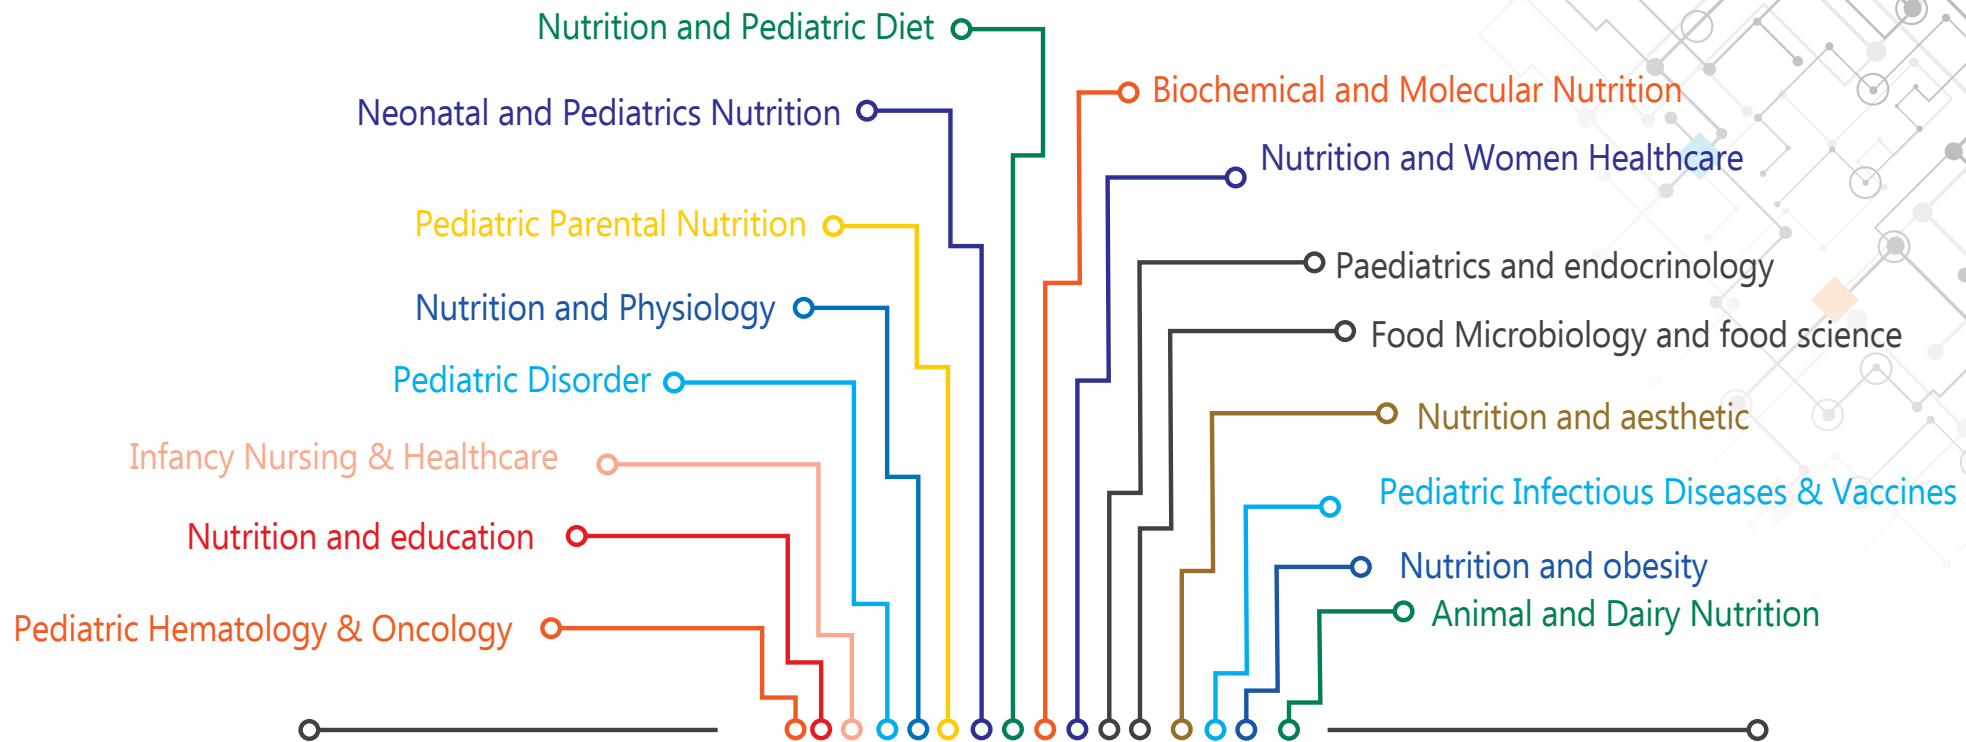 Nutrition and Pediatric Diet
Neonatal and Pediatrics Nutrition
Pediatric Parental Nutrition
Nutrition and Physiology
Pediatric Disorder
Infancy Nursing & Healthcare
Nutrition and education
Pediatric Hematology & Oncology
Biochemical and Molecular Nutrition
Nutrition and Women Healthcare
Paediatrics and endocrinology
Food Microbiology and food science
Nutrition and aesthetic
Pediatric Infectious Diseases & Vaccines
Nutrition and obesity
Animal and Dairy Nutrition